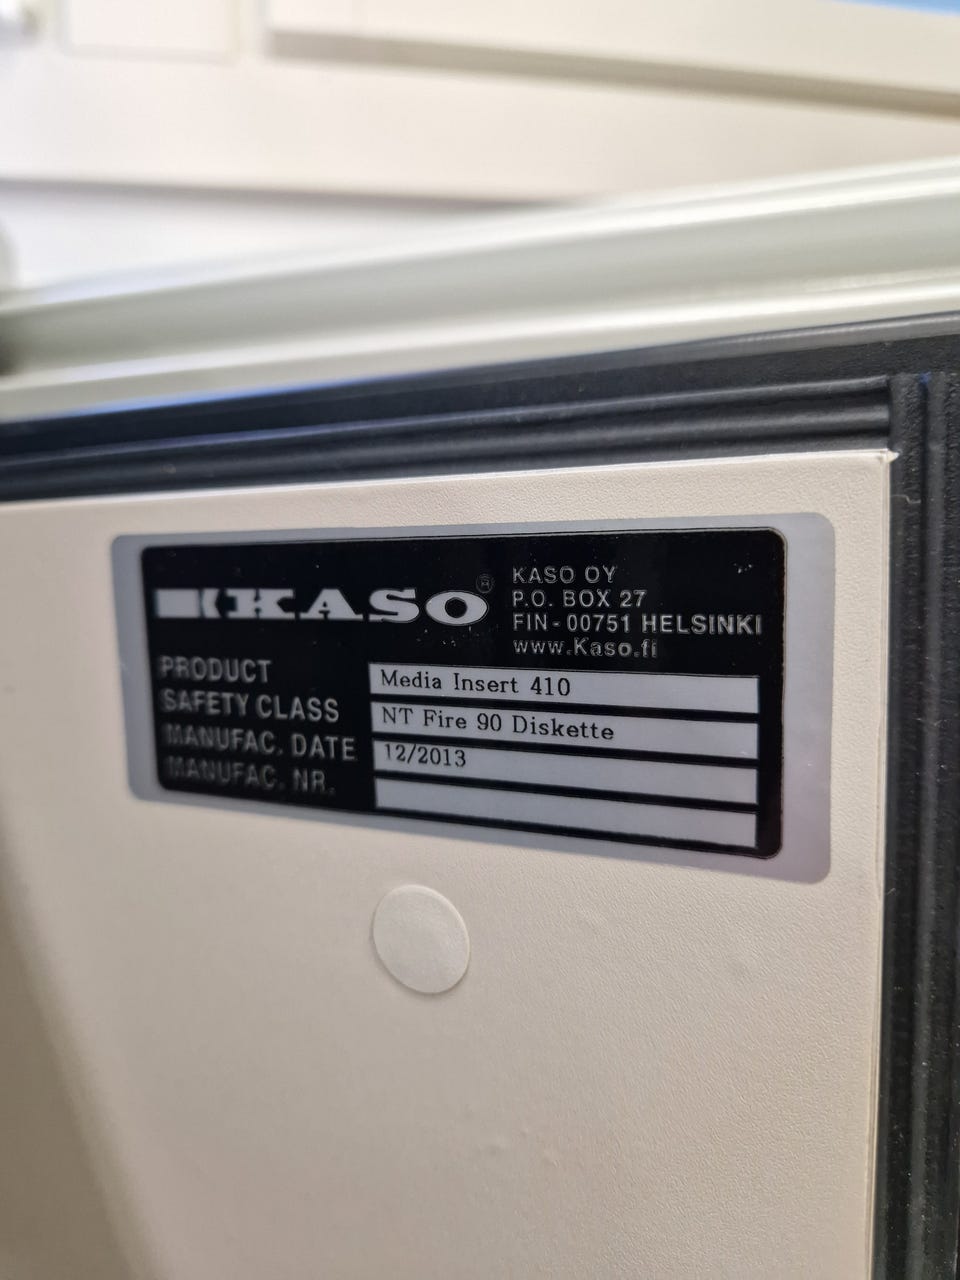 KASO®
KASO OY
P.O. BOX 27
FIN - 00751 HELSINKI
www.Kaso.fi
PRODUCT Media Insert 410
SAFETY CLASS NT Fire 90 Diskette
MANUFAC. DATE 12/2013
MANUFAC. NR.